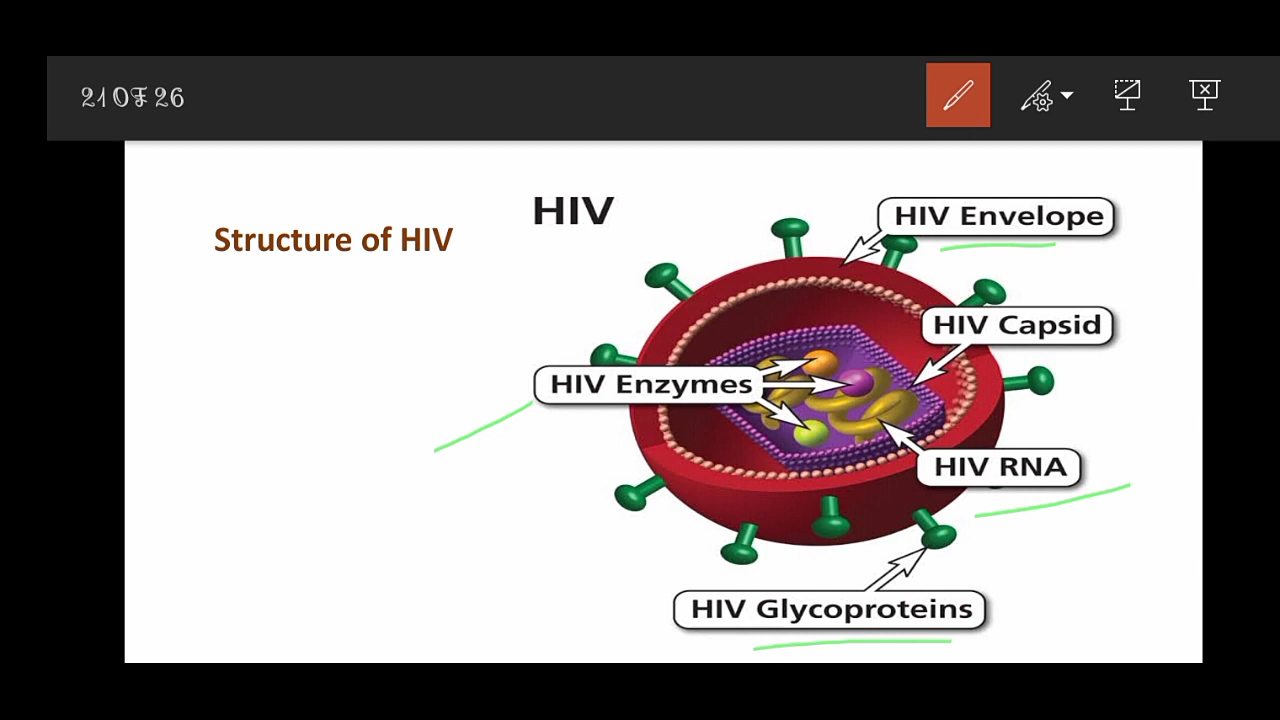 21 OF 26
HIV
HIV Envelope
Structure of HIV
HIV Capsid
HIV Enzymes
HIV RNA
HIV Glycoproteins